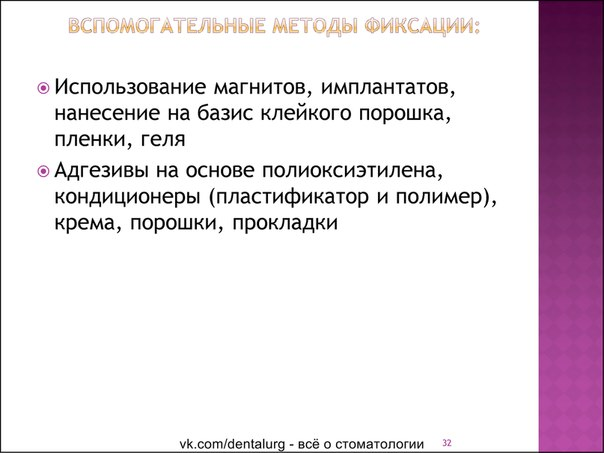 ВСПОМОГАТЕЛЬНЫЕ МЕТОДЫ ФИКСАЦИИ:
Использование магнитов, имплантатов,
нанесение на базис клейкого порошка,
пленки, геля
Адгезивы на основе полиоксиэтилена,
кондиционеры (пластификатор и полимер),
крема, порошки, прокладки
vk.com/dentalurg - всё о стоматологии 32